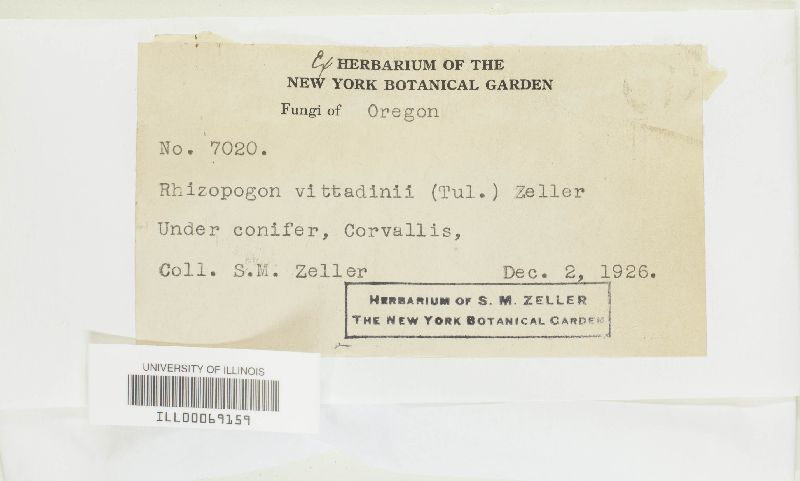 Ex HERBARIUM OF THE
NEW YORK BOTANICAL GARDEN
Fungi of Oregon
No. 7020.
Rhizopogon vittadinii (Tul.) Zeller
Under conifer, Corvallis,
Coll. S.M. Zeller Dec. 2, 1926.
HERBARIUM OF S. M. ZELLER
THE NEW YORK BOTANICAL GARDEN
UNIVERSITY OF ILLINOIS
ILL00069159